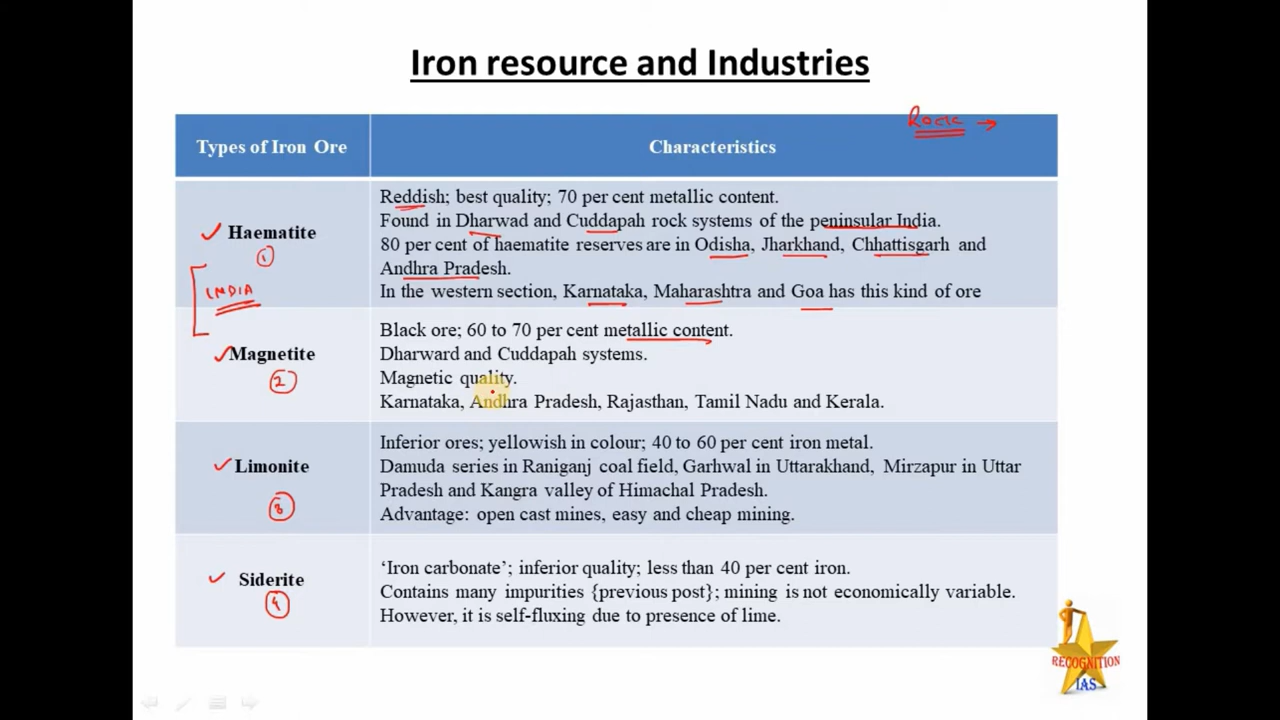 Iron resource and Industries
Rock →
Types of Iron Ore
Characteristics
Haematite
1
INDIA
Reddish; best quality; 70 per cent metallic content.
Found in Dharwad and Cuddapah rock systems of the peninsular India.
80 per cent of haematite reserves are in Odisha, Jharkhand, Chhattisgarh and
Andhra Pradesh.
In the western section, Karnataka, Maharashtra and Goa has this kind of ore
Magnetite
2
Black ore; 60 to 70 per cent metallic content.
Dharward and Cuddapah systems.
Magnetic quality.
Karnataka, Andhra Pradesh, Rajasthan, Tamil Nadu and Kerala.
Limonite
3
Inferior ores; yellowish in colour; 40 to 60 per cent iron metal.
Damuda series in Raniganj coal field, Garhwal in Uttarakhand, Mirzapur in Uttar
Pradesh and Kangra valley of Himachal Pradesh.
Advantage: open cast mines, easy and cheap mining.
Siderite
4
‘Iron carbonate’; inferior quality; less than 40 per cent iron.
Contains many impurities {previous post}; mining is not economically variable.
However, it is self-fluxing due to presence of lime.
RECOGNITION
IAS